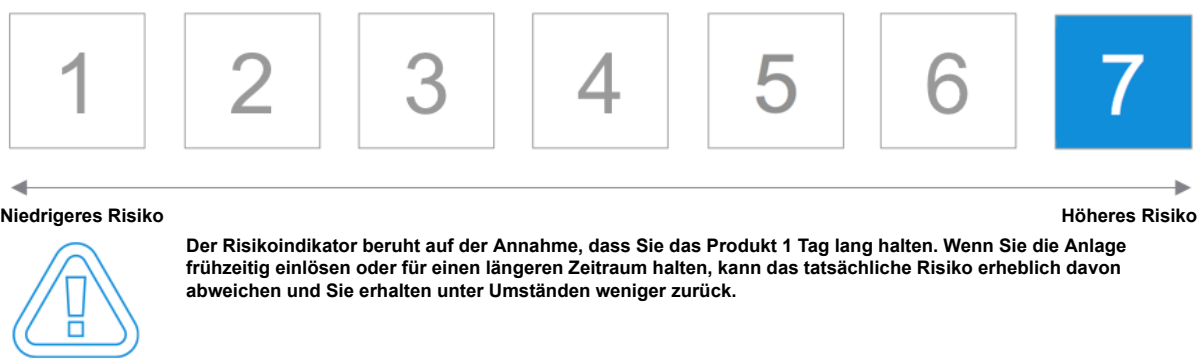 1 2 3 4 5 6 7
Niedrigeres Risiko Höheres Risiko
Der Risikoindikator beruht auf der Annahme, dass Sie das Produkt 1 Tag lang halten. Wenn Sie die Anlage
frühzeitig einlösen oder für einen längeren Zeitraum halten, kann das tatsächliche Risiko erheblich davon
abweichen und Sie erhalten unter Umständen weniger zurück.